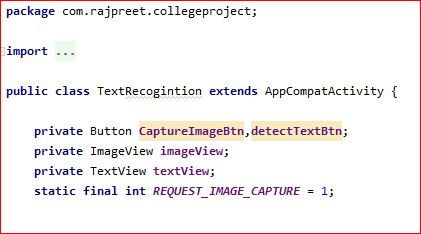 package com.rajpreet.collegeproject;
import ...
public class TextRecogintion extends AppCompatActivity {
private Button CaptureImageBtn,detectTextBtn;
private ImageView imageView;
private TextView textView;
static final int REQUEST_IMAGE_CAPTURE = 1;